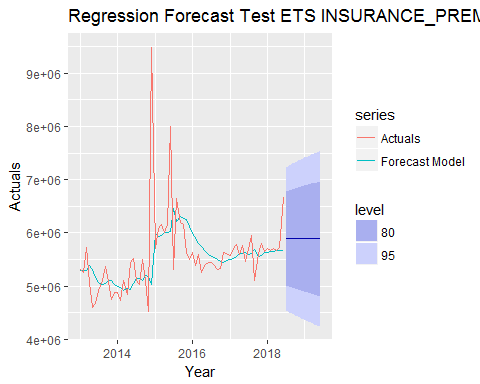 Regression Forecast Test ETS INSURANCE_PREM
9e+06
8e+06
7e+06
6e+06
5e+06
4e+06
Actuals
2014
2016
2018
Year
series
Actuals
Forecast Model
level
80
95